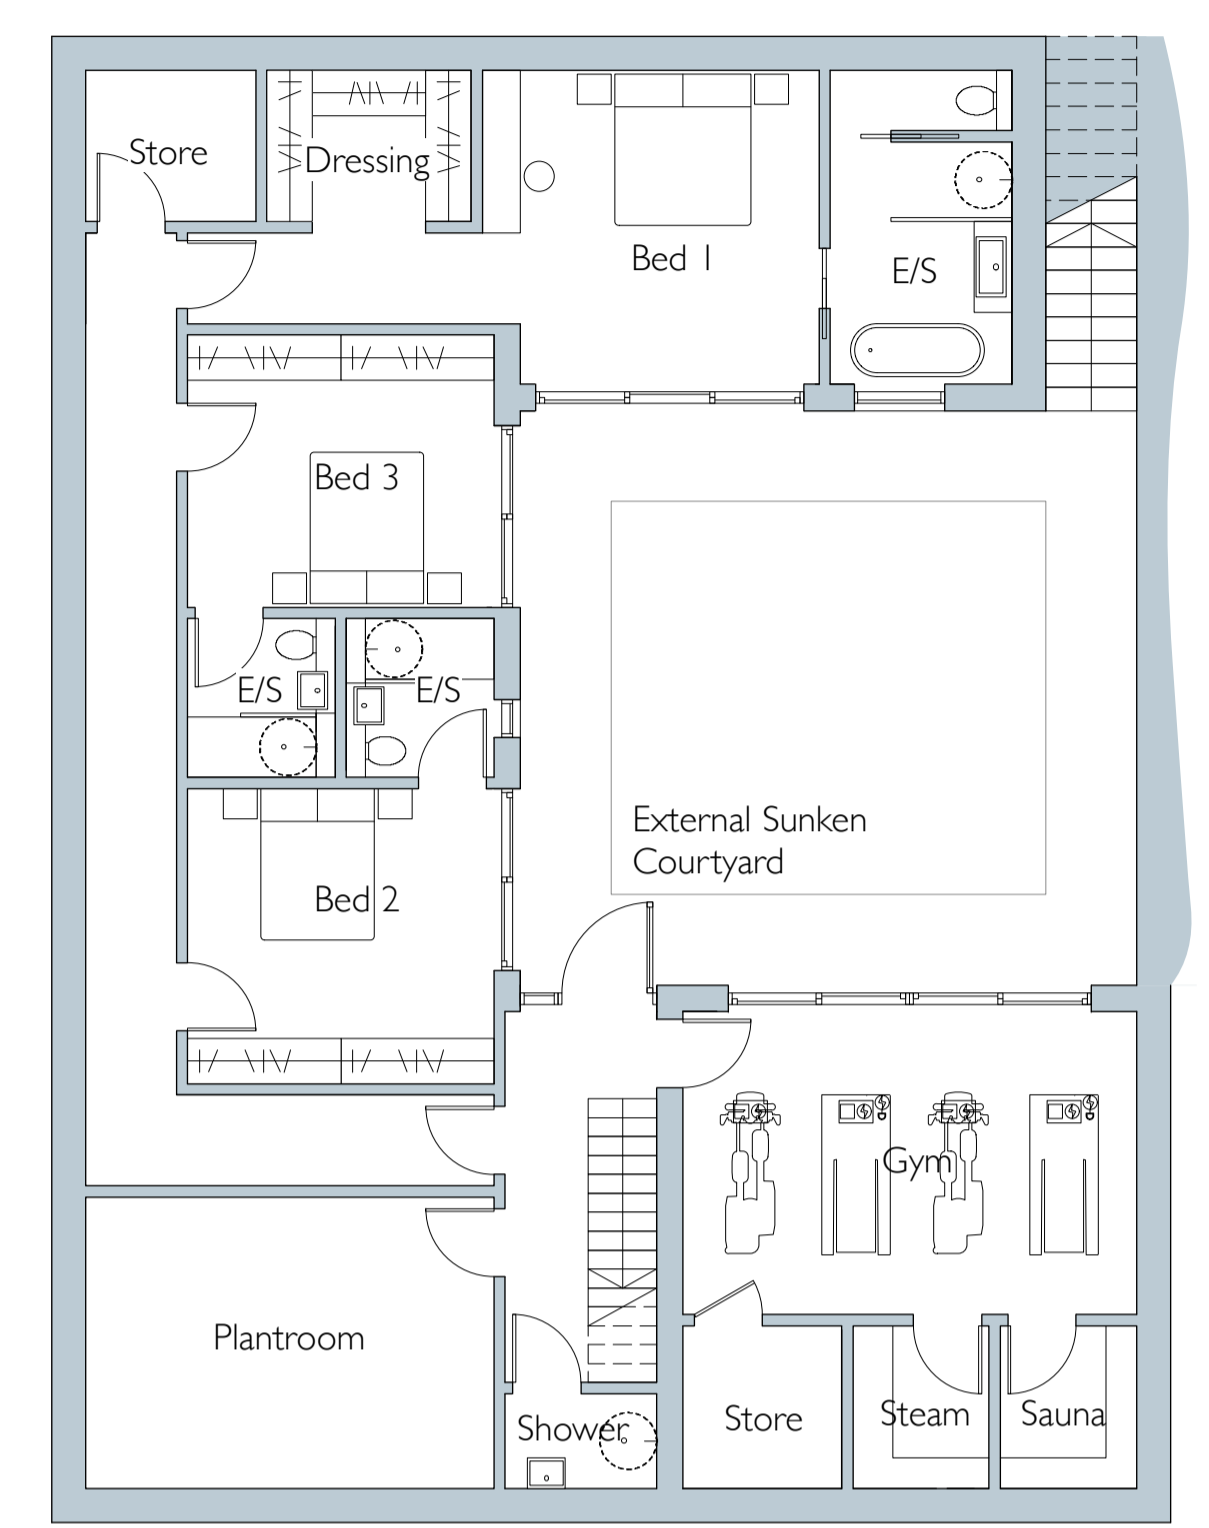 Store
Dressing
Bed 1
E/S
Bed 3
E/S
E/S
External Sunken
Courtyard
Bed 2
Gym
Plantroom
Shower
Store
Steam
Sauna